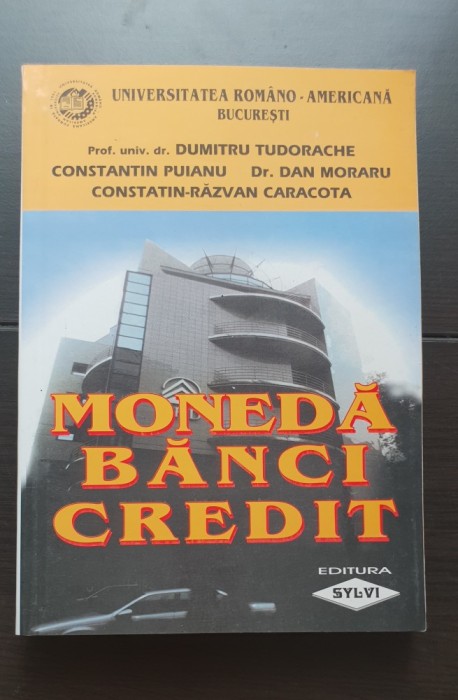 UNIVERSITATEA ROMÂNO - AMERICANĂ
BUCUREŞTI
Prof. univ. dr. DUMITRU TUDORACHE
CONSTANTIN PUIANU Dr. DAN MORARU
CONSTATIN-RĂZVAN CARACOTA
MONEDĂ
BĂNCI
CREDIT
EDITURA
SYLVI